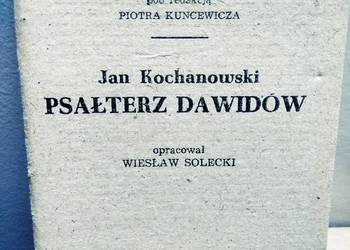 pod redakcją
PIOTRA KUNCEWICZA
Jan Kochanowski
PSAŁTERZ DAWIDÓW
opracował
WIESŁAW SOLECKI